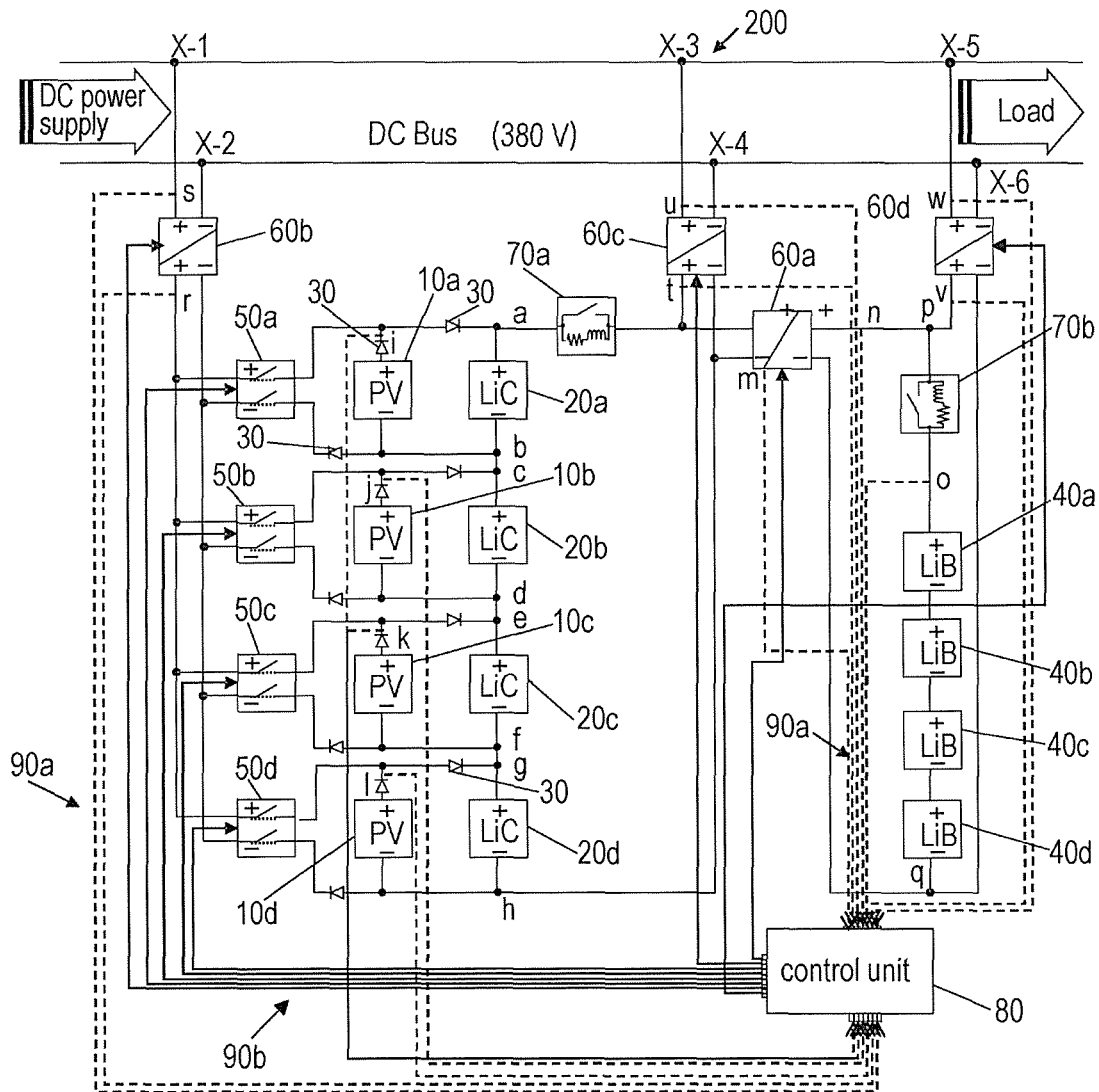 200
X-1
X-3
X-5
DC power
supply
DC Bus (380 V)
Load
X-2
X-4
X-6
s
u
w
60d
+ −
+ −
60b
+ −
+ −
60c
+ −
+ −
r
t
v
70a
60a
30
10a
30
50a
a
+ +
−
n
p
70b
i
m
+
−
+
PV
−
+
LiC
−
20a
30
b
c
o
50b
10b
j
40a
+
−
+
PV
−
+
LiC
−
20b
+
LiB
−
d
e
50c
10c
k
+
−
+
PV
−
+
LiC
−
20c
+
LiB
−
40b
90a
f
g
+
LiB
−
40c
90a
50d
l
30
+
−
+
PV
−
+
LiC
−
20d
+
LiB
−
40d
10d
h
q
control unit
80
90b